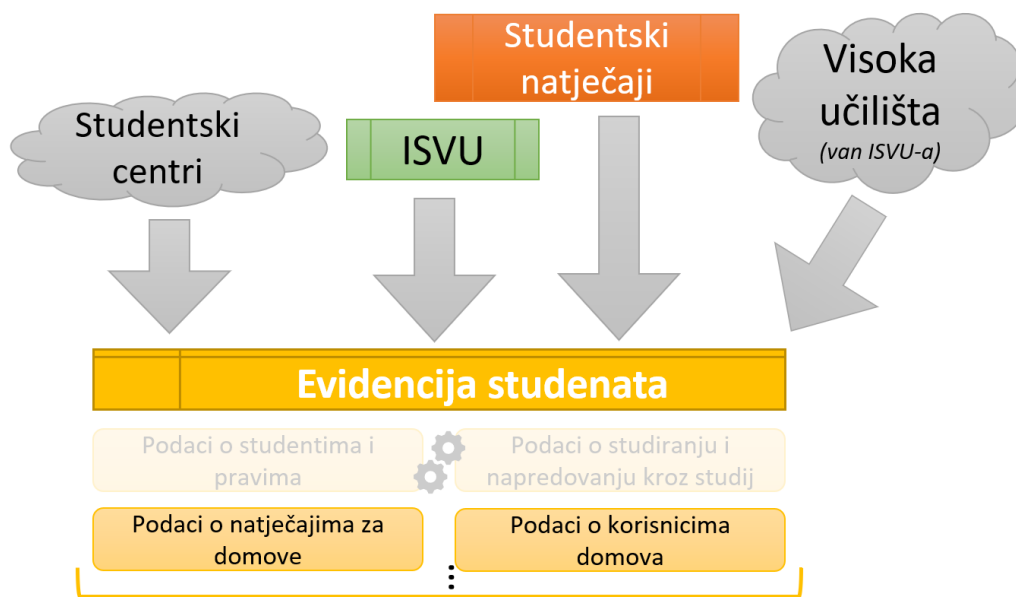 Studentski
natječaji
Visoka
učilišta
(van ISVU-a)
Studentski
centri
ISVU
Evidencija studenata
Podaci o studentima i
pravima
Podaci o studiranju i
napredovanju kroz studij
Podaci o natječajima za
domove
Podaci o korisnicima
domova